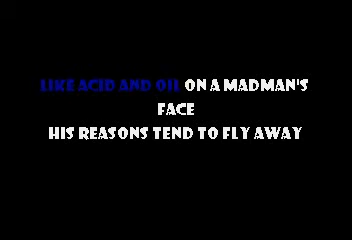 LIKE ACID AND OIL ON A MADMAN'S
FACE
HIS REASONS TEND TO FLY AWAY